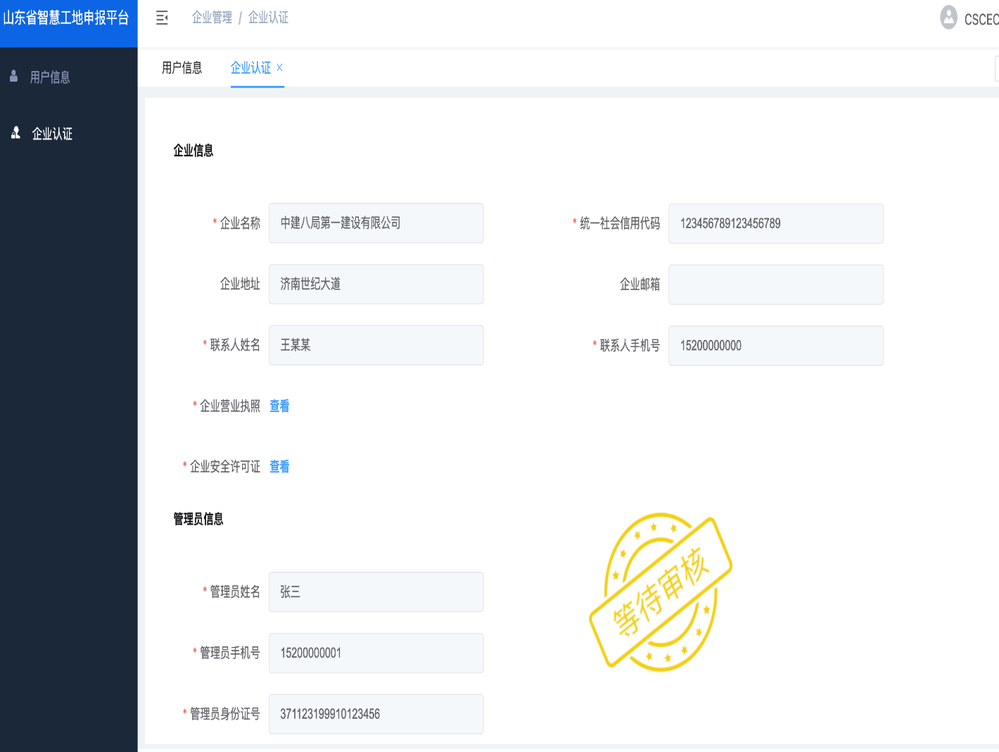 山东省智慧工地申报平台
企业管理 / 企业认证
CSCEC
用户信息
企业认证 ×
用户信息
企业认证
企业信息
* 企业名称 中建八局第一建设有限公司
* 统一社会信用代码 123456789123456789
企业地址 济南世纪大道
企业邮箱
* 联系人姓名 王某某
* 联系人手机号 15200000000
* 企业营业执照 查看
* 企业安全许可证 查看
管理员信息
等待审核
* 管理员姓名 张三
* 管理员手机号 15200000001
* 管理员身份证号 371123199910123456